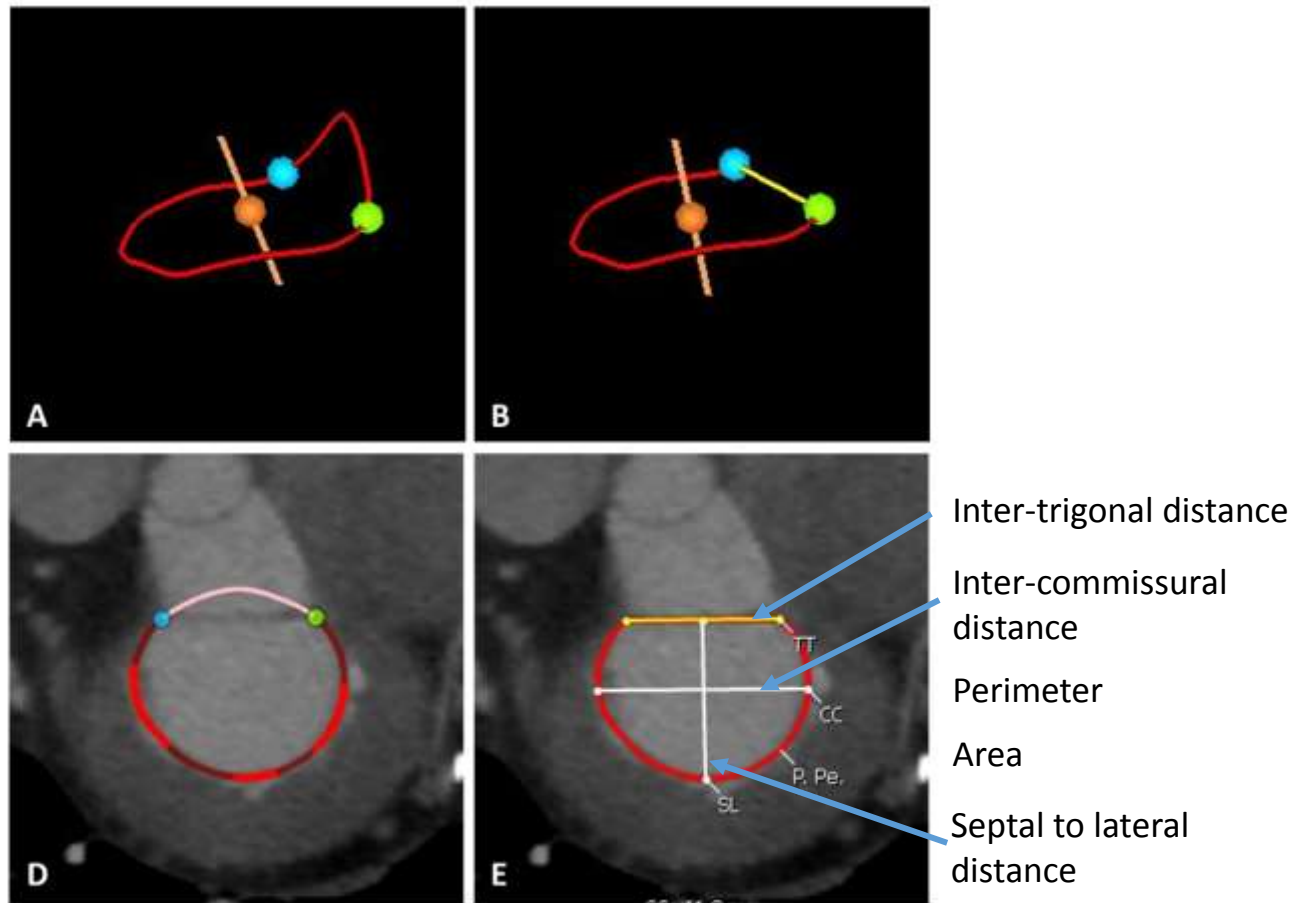 A
B
D
E
TT
CC
P. Pe.
SL
Inter-trigonal distance
Inter-commissural
distance
Perimeter
Area
Septal to lateral
distance